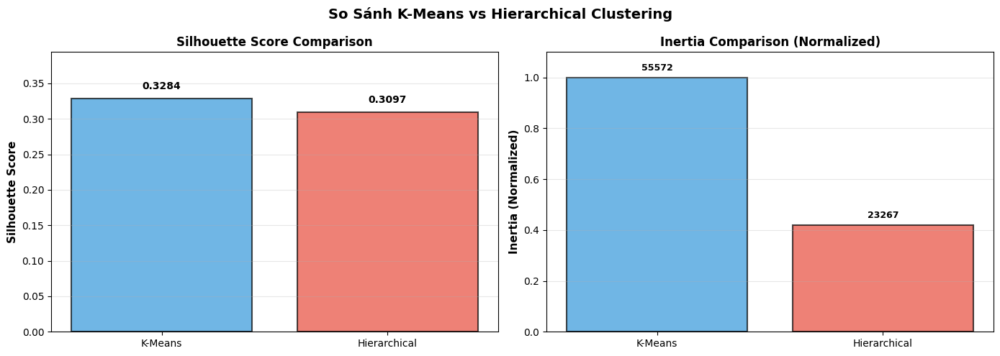 So Sánh K-Means vs Hierarchical Clustering
Silhouette Score Comparison
Silhouette Score
0.35
0.30
0.25
0.20
0.15
0.10
0.05
0.00
0.3284
0.3097
K-Means
Hierarchical
Inertia Comparison (Normalized)
Inertia (Normalized)
1.0
0.8
0.6
0.4
0.2
0.0
55572
23267
K-Means
Hierarchical